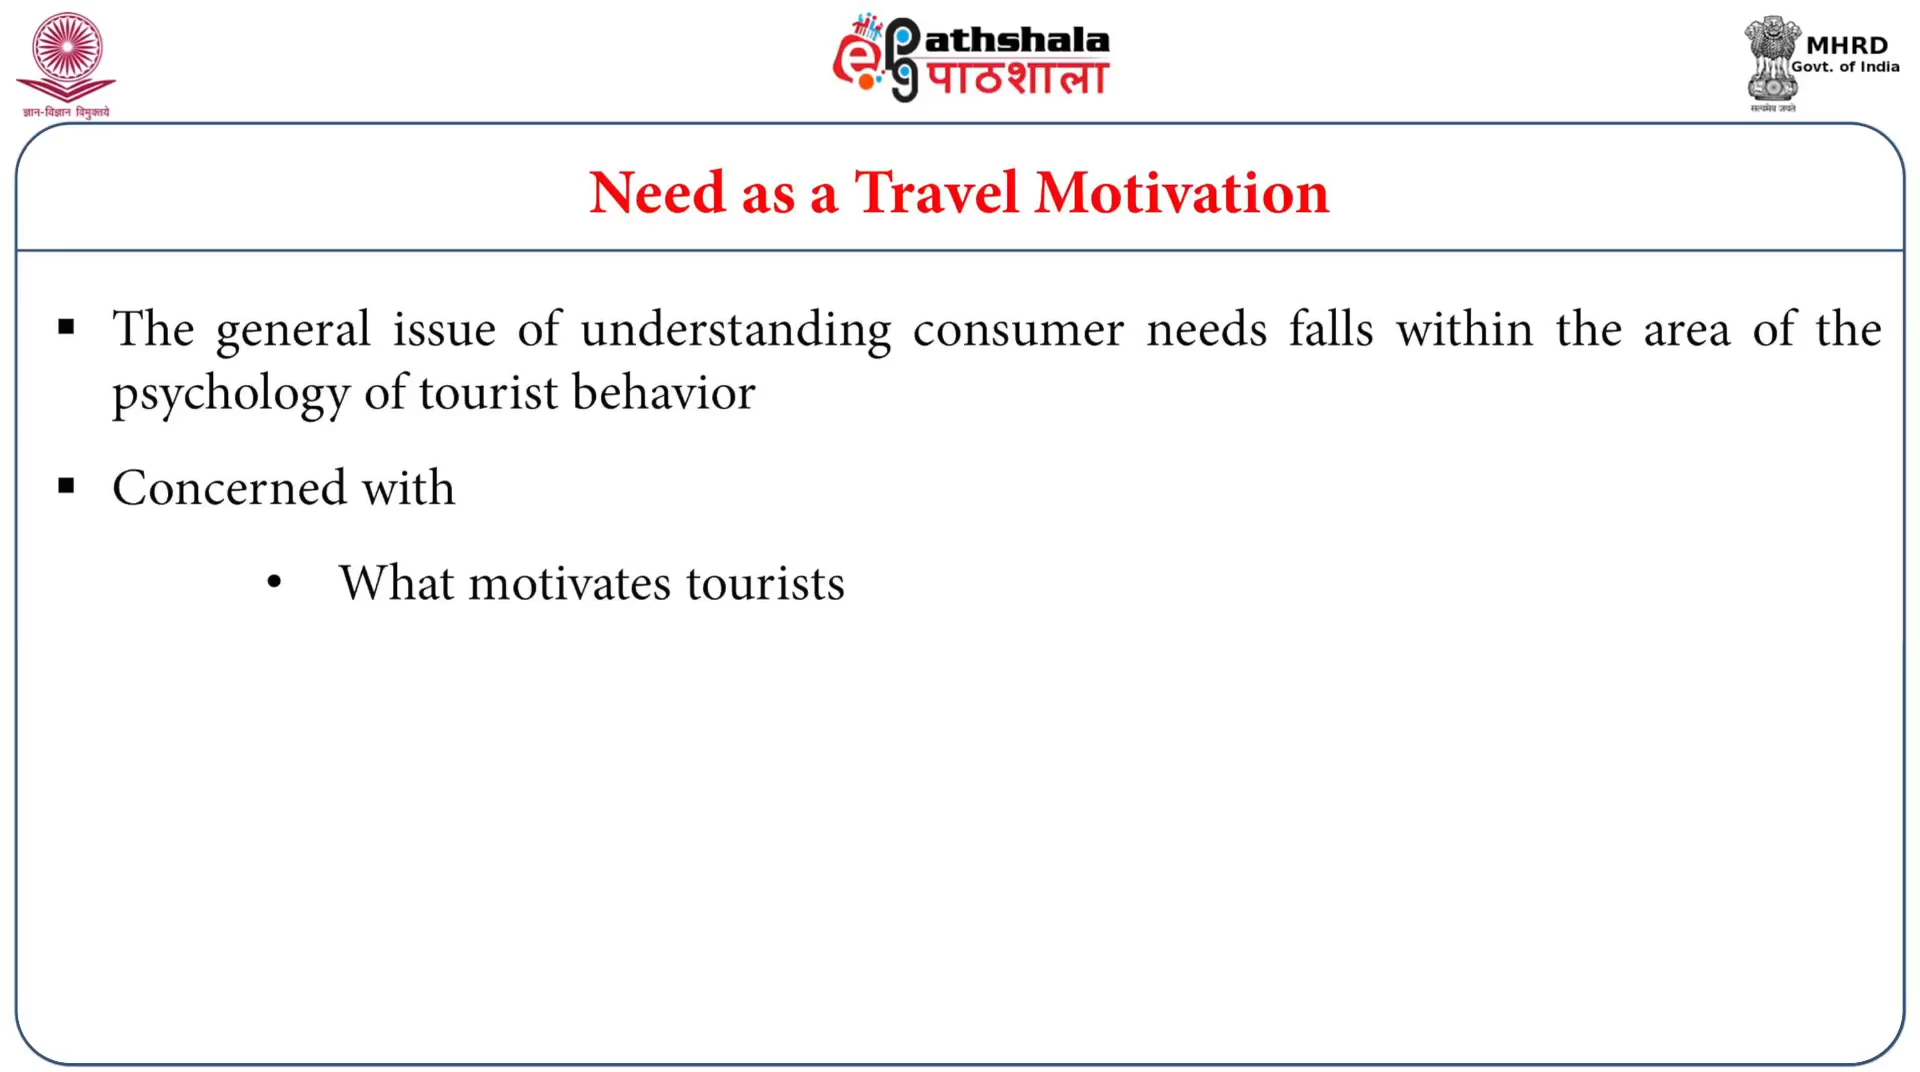 ज्ञान-विज्ञान विमुक्तये
e pg Pathshala
पाठशाला
MHRD
Govt. of India
सत्यमेव जयते
Need as a Travel Motivation
▪ The general issue of understanding consumer needs falls within the area of the
psychology of tourist behavior
▪ Concerned with
• What motivates tourists